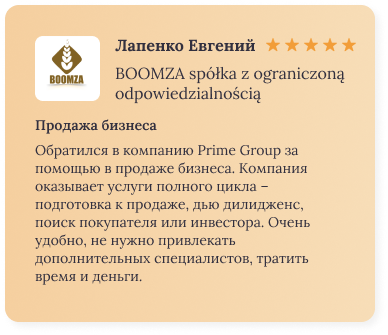 Лапенко Евгений
BOOMZA
BOOMZA spółka z ograniczoną
odpowiedzialnością
Продажа бизнеса
Обратился в компанию Prime Group за
помощью в продаже бизнеса. Компания
оказывает услуги полного цикла –
подготовка к продаже, дью дилидженс,
поиск покупателя или инвестора. Очень
удобно, не нужно привлекать
дополнительных специалистов, тратить
время и деньги.